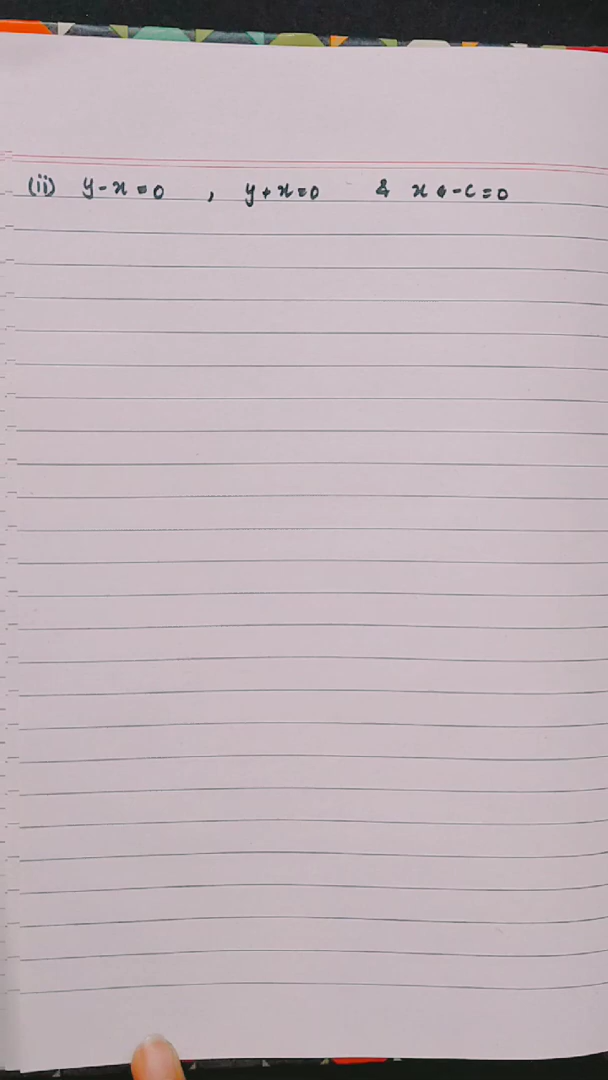 (ii) y-x=0 , y+x=0 & x-c=0